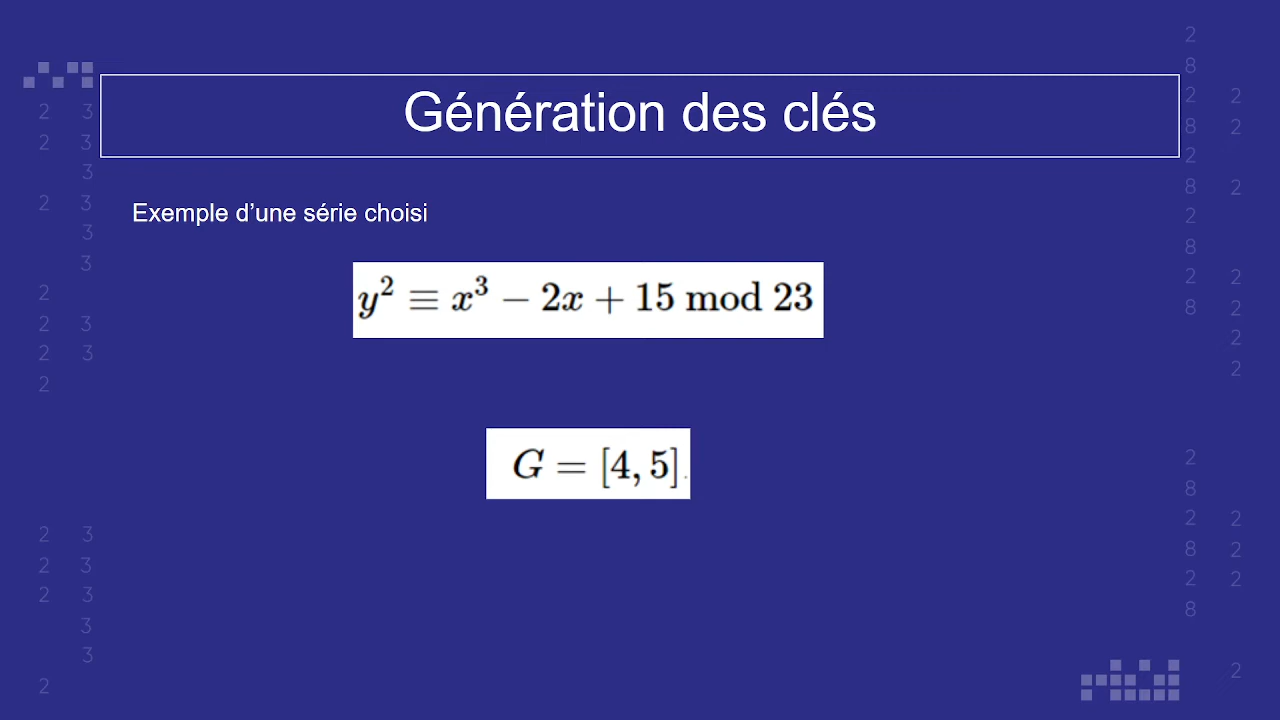 Génération des clés
Exemple d’une série choisi
y² ≡ x³ − 2x + 15 mod 23
G = [4, 5].